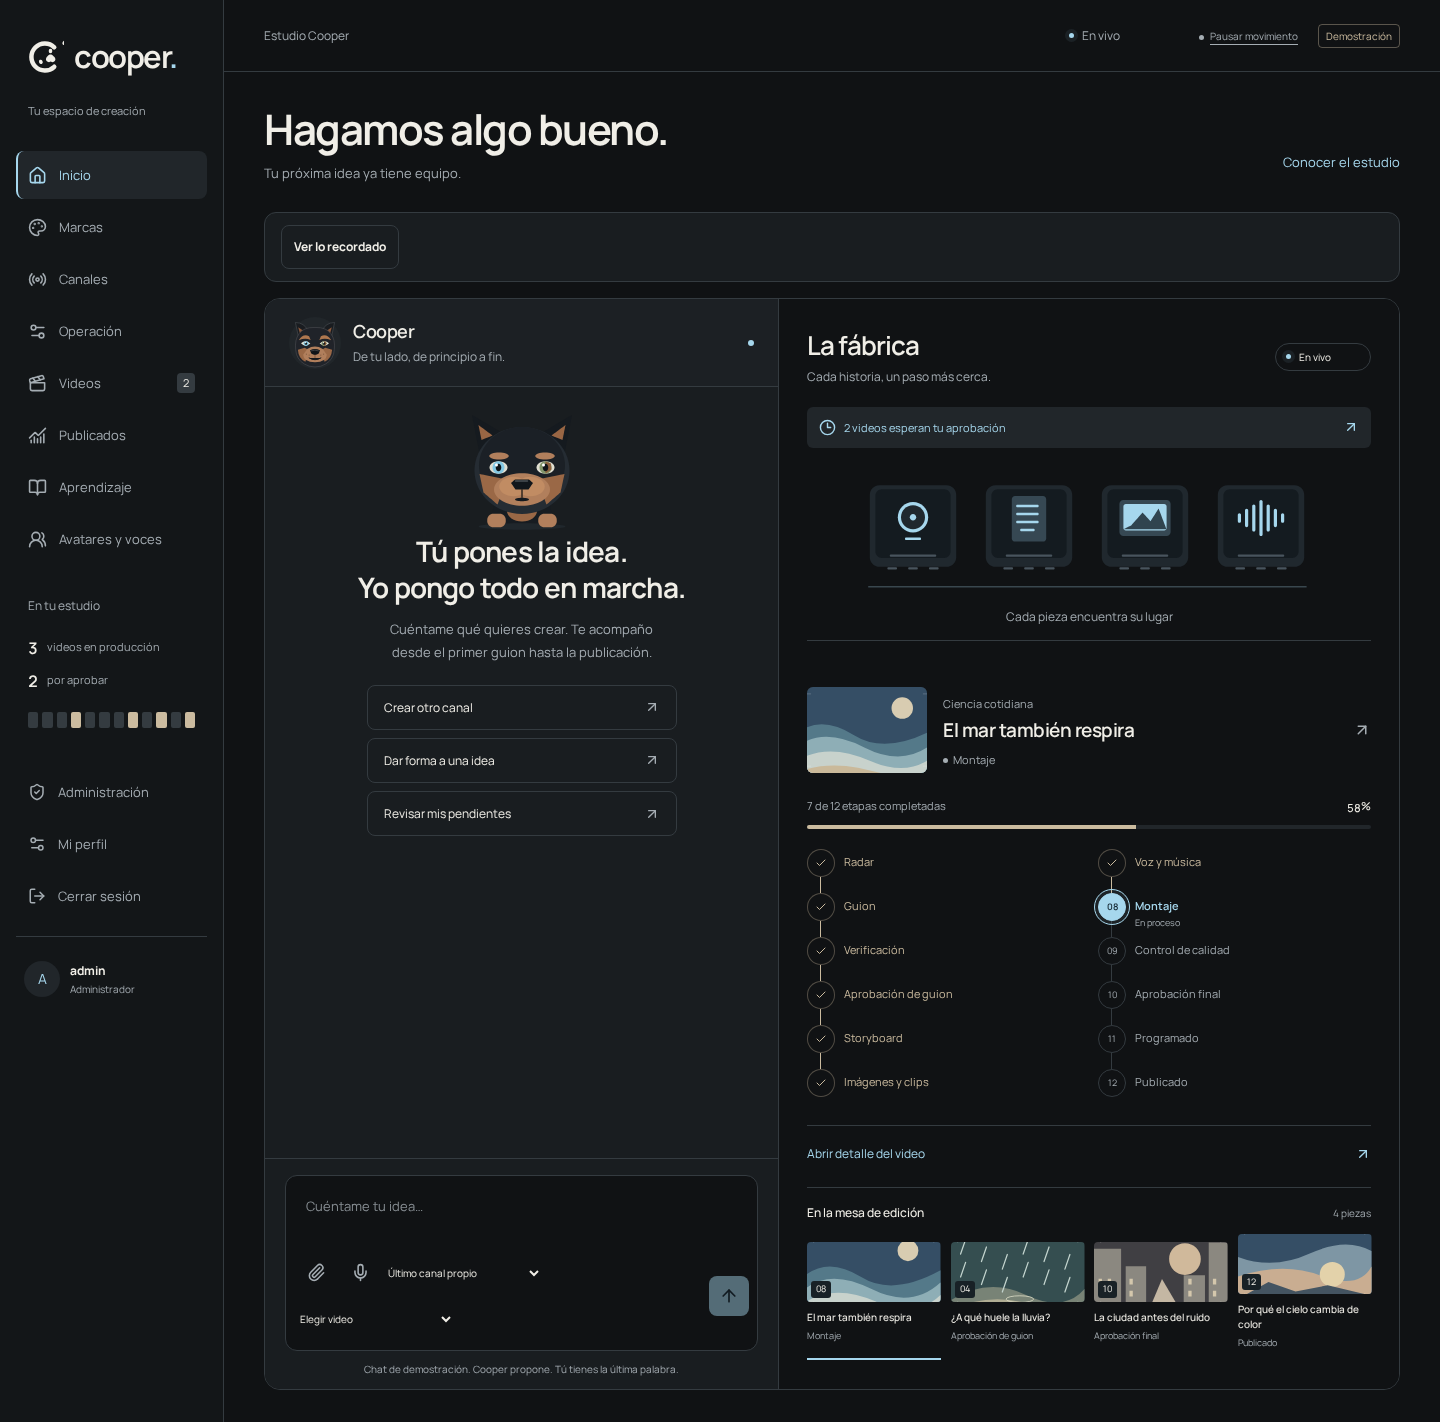 cooper.
Tu espacio de creación
Inicio
Marcas
Canales
Operación
Videos 2
Publicados
Aprendizaje
Avatares y voces
En tu estudio
3 videos en producción
2 por aprobar
Administración
Mi perfil
Cerrar sesión
A
admin
Administrador
Estudio Cooper
En vivo
Pausar movimiento
Demostración
Hagamos algo bueno.
Tu próxima idea ya tiene equipo.
Conocer el estudio
Ver lo recordado
Cooper
De tu lado, de principio a fin.
Tú pones la idea.
Yo pongo todo en marcha.
Cuéntame qué quieres crear. Te acompaño
desde el primer guion hasta la publicación.
Crear otro canal
Dar forma a una idea
Revisar mis pendientes
Cuéntame tu idea…
Último canal propio
Elegir video
Chat de demostración. Cooper propone. Tú tienes la última palabra.
La fábrica
Cada historia, un paso más cerca.
En vivo
2 videos esperan tu aprobación
Cada pieza encuentra su lugar
Ciencia cotidiana
El mar también respira
Montaje
7 de 12 etapas completadas
58%
Radar
Guion
Verificación
Aprobación de guion
Storyboard
Imágenes y clips
Voz y música
08 Montaje
En proceso
09 Control de calidad
10 Aprobación final
11 Programado
12 Publicado
Abrir detalle del video
En la mesa de edición
4 piezas
08
El mar también respira
Montaje
04
¿A qué huele la lluvia?
Aprobación de guion
10
La ciudad antes del ruido
Aprobación final
12
Por qué el cielo cambia de
color
Publicado